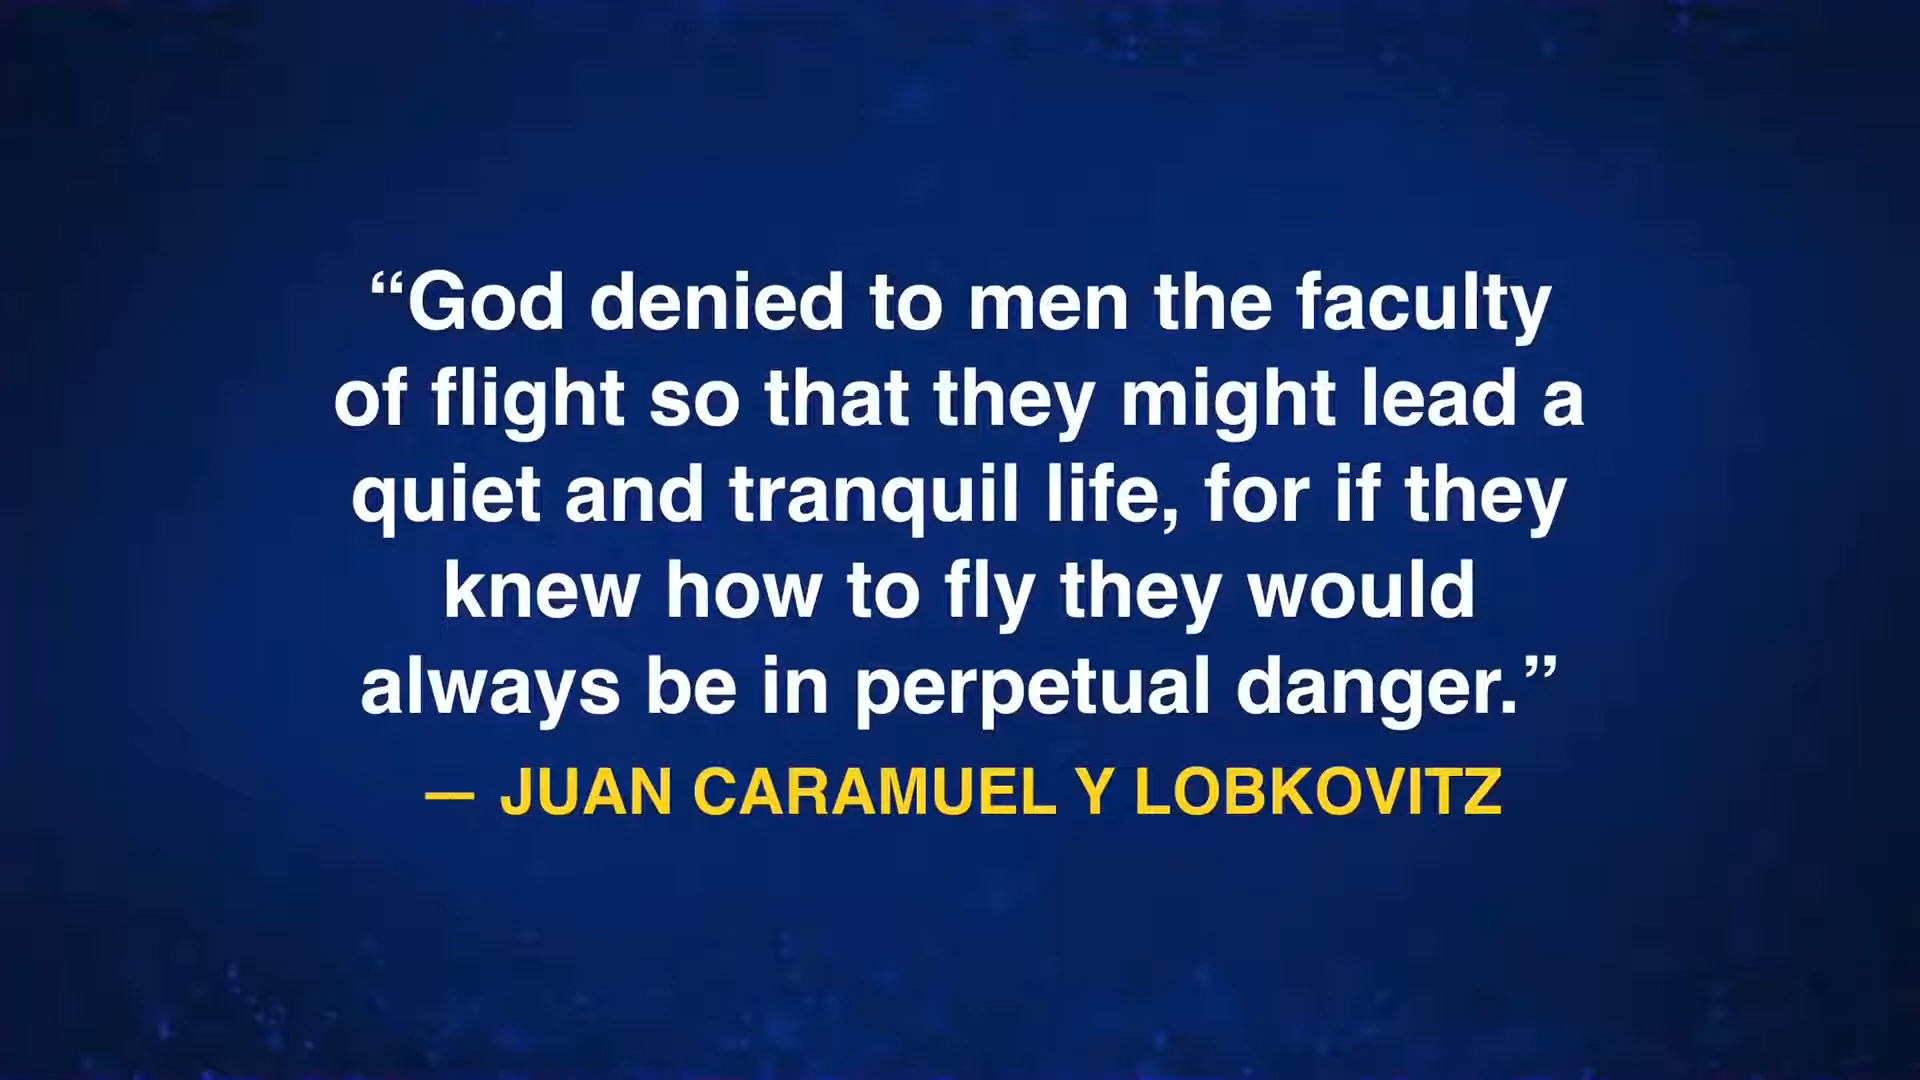 “God denied to men the faculty
of flight so that they might lead a
quiet and tranquil life, for if they
knew how to fly they would
always be in perpetual danger.”
— JUAN CARAMUEL Y LOBKOVITZ